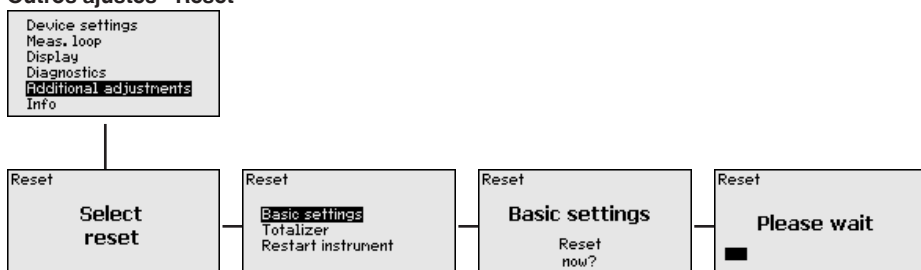 Outros ajustes - Reset
Device settings
Meas. loop
Display
Diagnostics
Additional adjustments
Info
Reset
Select
reset
Reset
Basic settings
Totalizer
Restart instrument
Reset
Basic settings
Reset
now?
Reset
Please wait